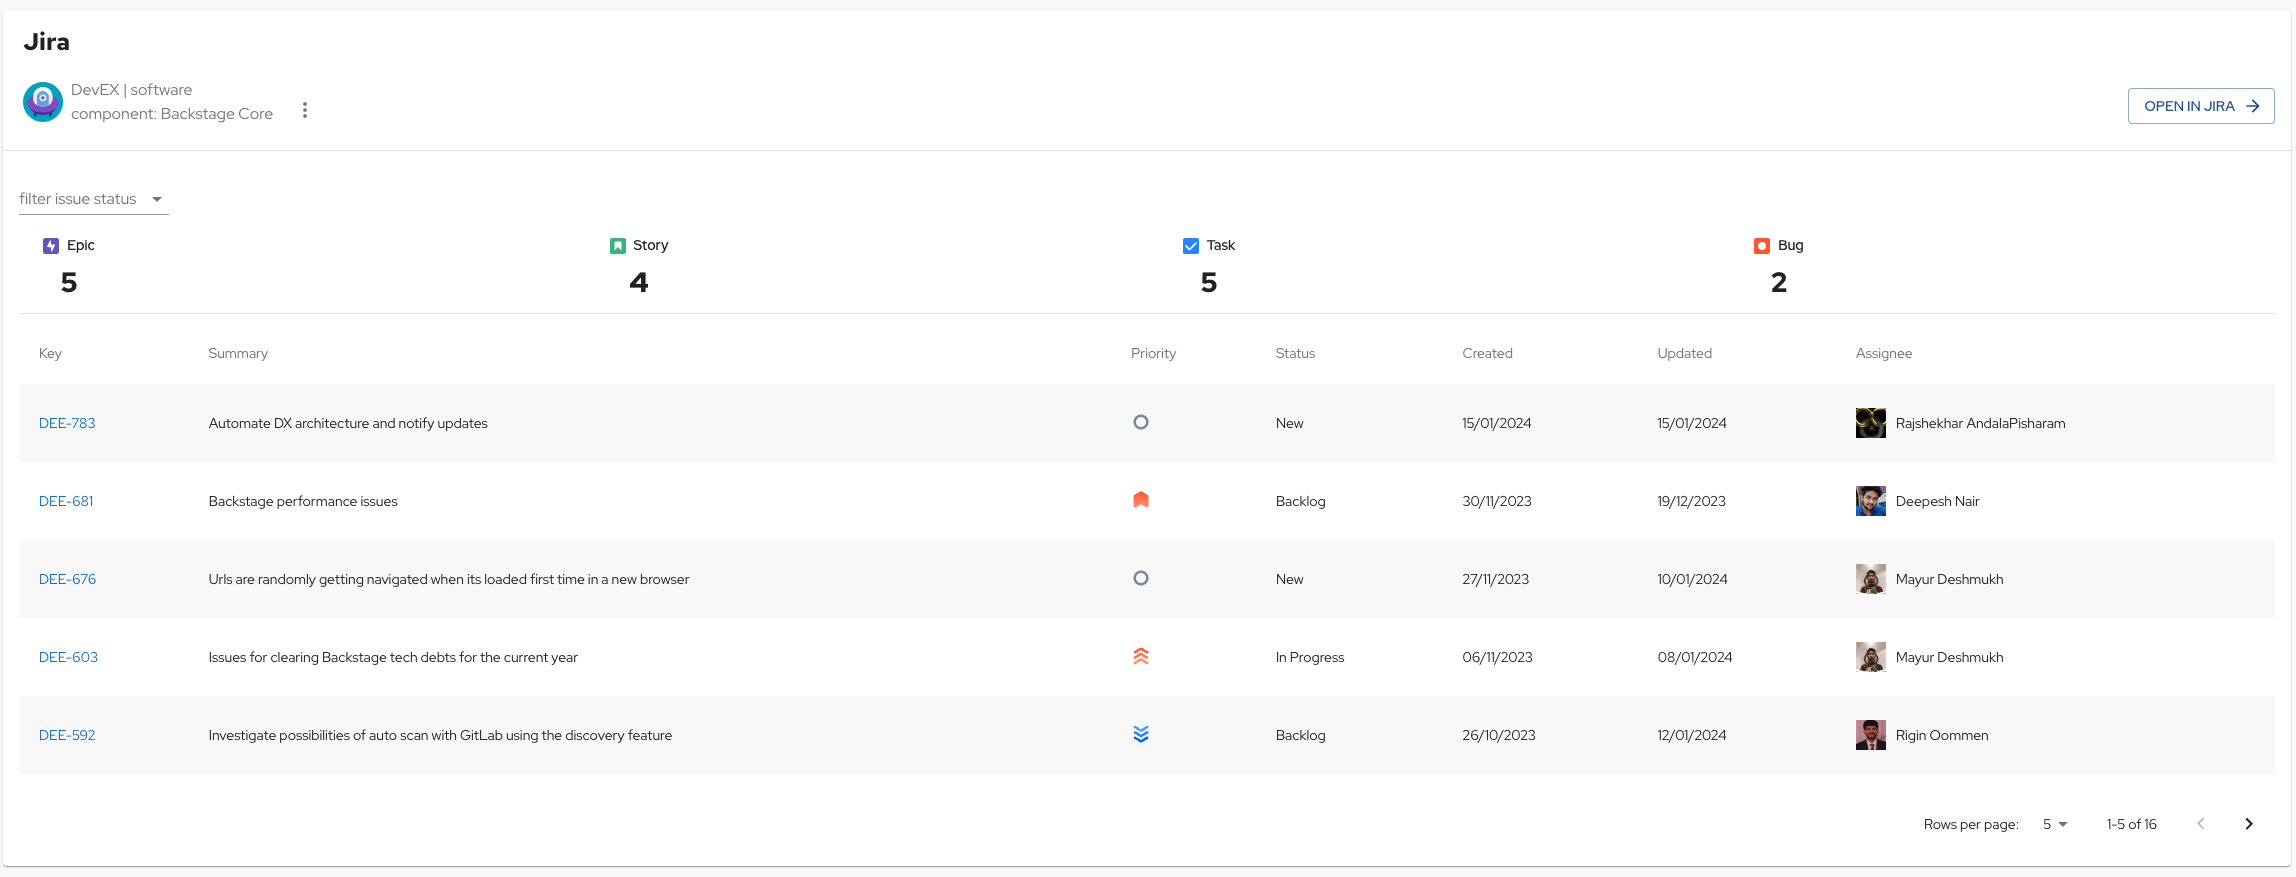 Jira
DevEX | software
component: Backstage Core
OPEN IN JIRA
filter issue status
Epic Story Task Bug
5 4 5 2
Key Summary Priority Status Created Updated Assignee
DEE-783 Automate DX architecture and notify updates New 15/01/2024 15/01/2024 Rajshekhar AndalaPisharam
DEE-681 Backstage performance issues Backlog 30/11/2023 19/12/2023 Deepesh Nair
DEE-676 Urls are randomly getting navigated when its loaded first time in a new browser New 27/11/2023 10/01/2024 Mayur Deshmukh
DEE-603 Issues for clearing Backstage tech debts for the current year In Progress 06/11/2023 08/01/2024 Mayur Deshmukh
DEE-592 Investigate possibilities of auto scan with GitLab using the discovery feature Backlog 26/10/2023 12/01/2024 Rigin Oommen
Rows per page: 5 1-5 of 16